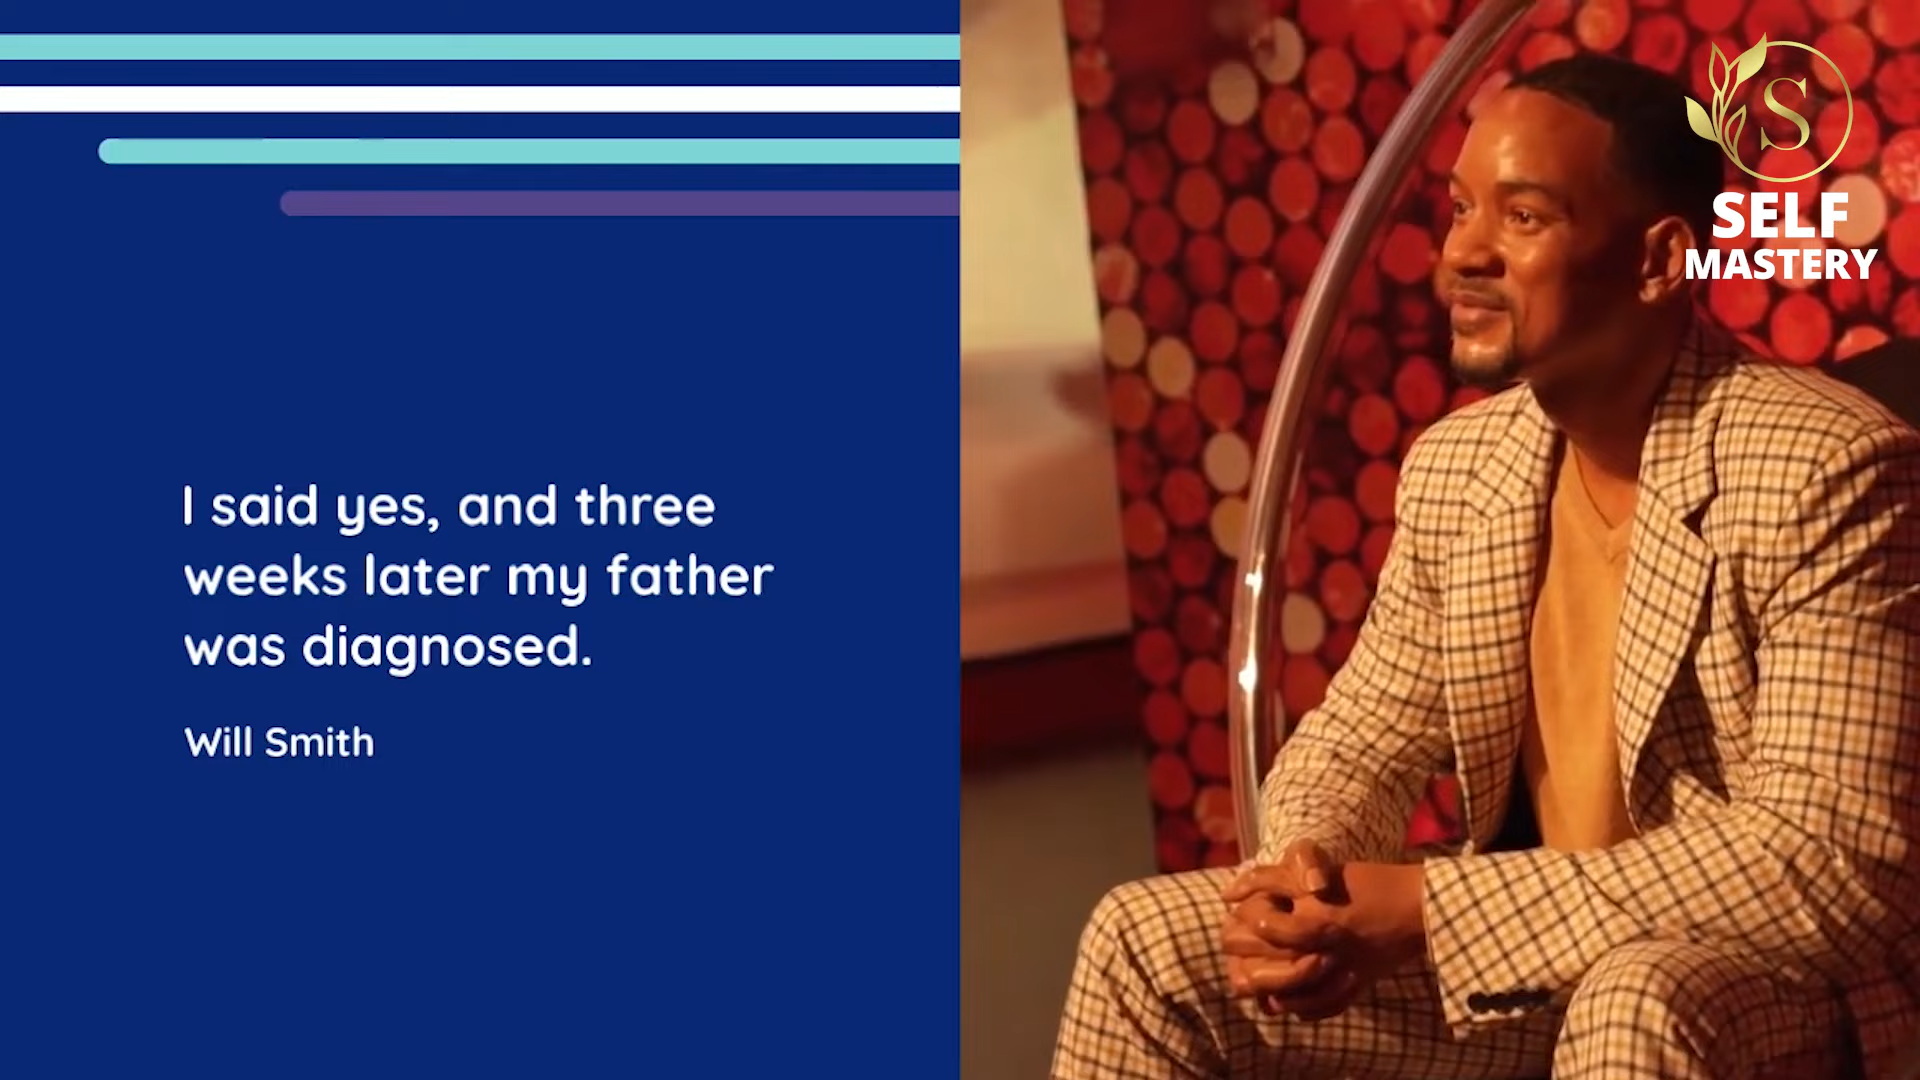 I said yes, and three
weeks later my father
was diagnosed.
Will Smith
S
SELF
MASTERY